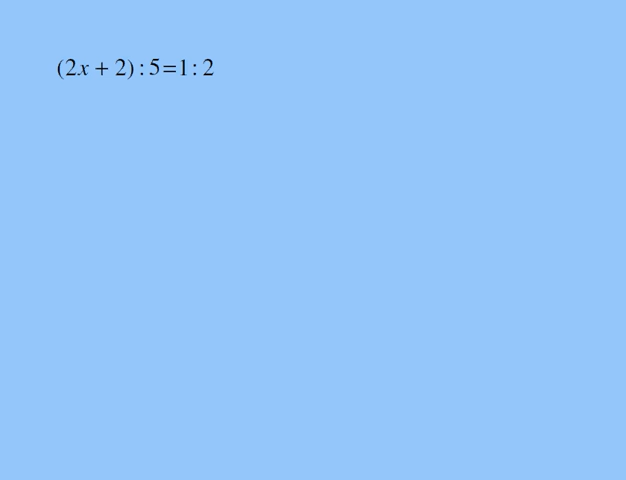 (2x + 2) : 5=1 : 2